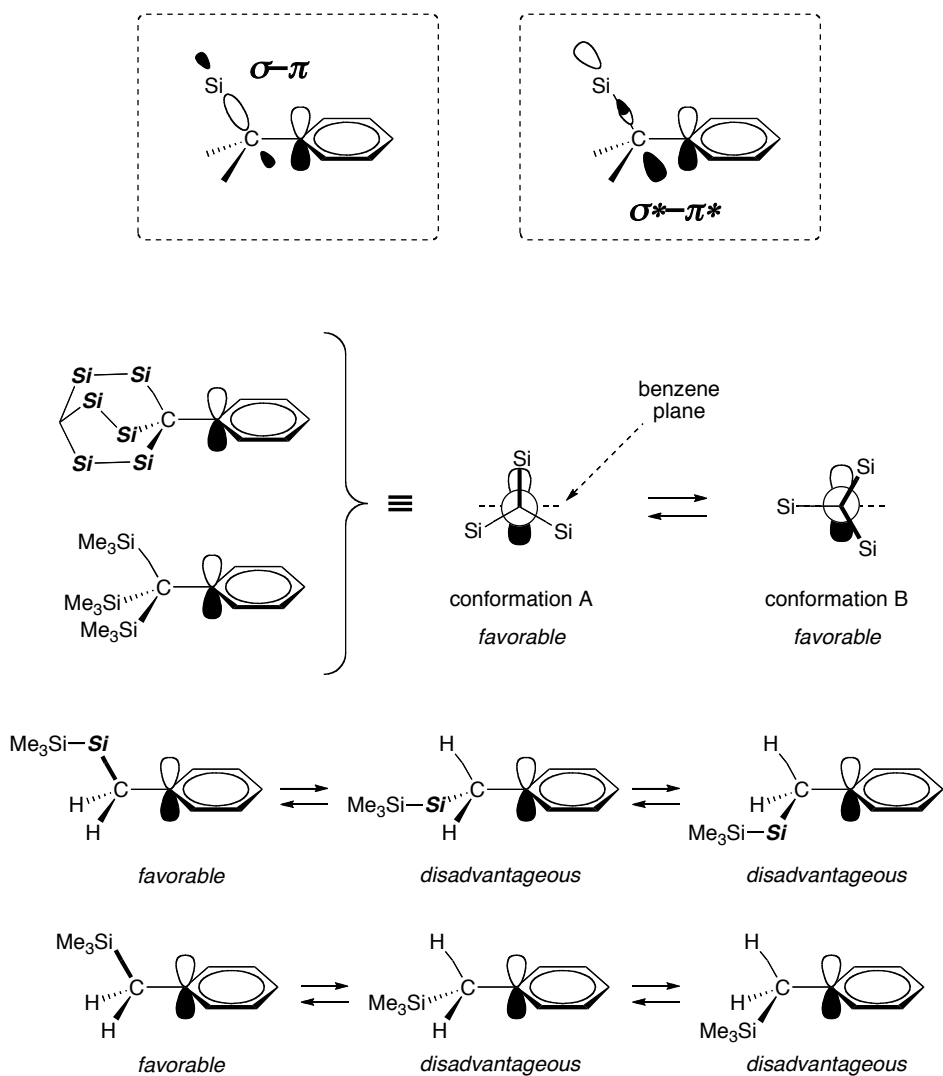 σ–π
Si
C
Si
σ*–π*
C
Si Si
Si
Si C
Si Si
benzene
plane
Si
Si Si
Si
Si
Si
≡
Me3Si
C
Me3Si
Me3Si
conformation A
favorable
conformation B
favorable
Me3Si–Si
C
H
H
favorable
H
C
Me3Si–Si
H
disadvantageous
H
C
H
Me3Si–Si
disadvantageous
Me3Si
C
H
H
favorable
H
C
Me3Si
H
disadvantageous
H
C
H
Me3Si
disadvantageous